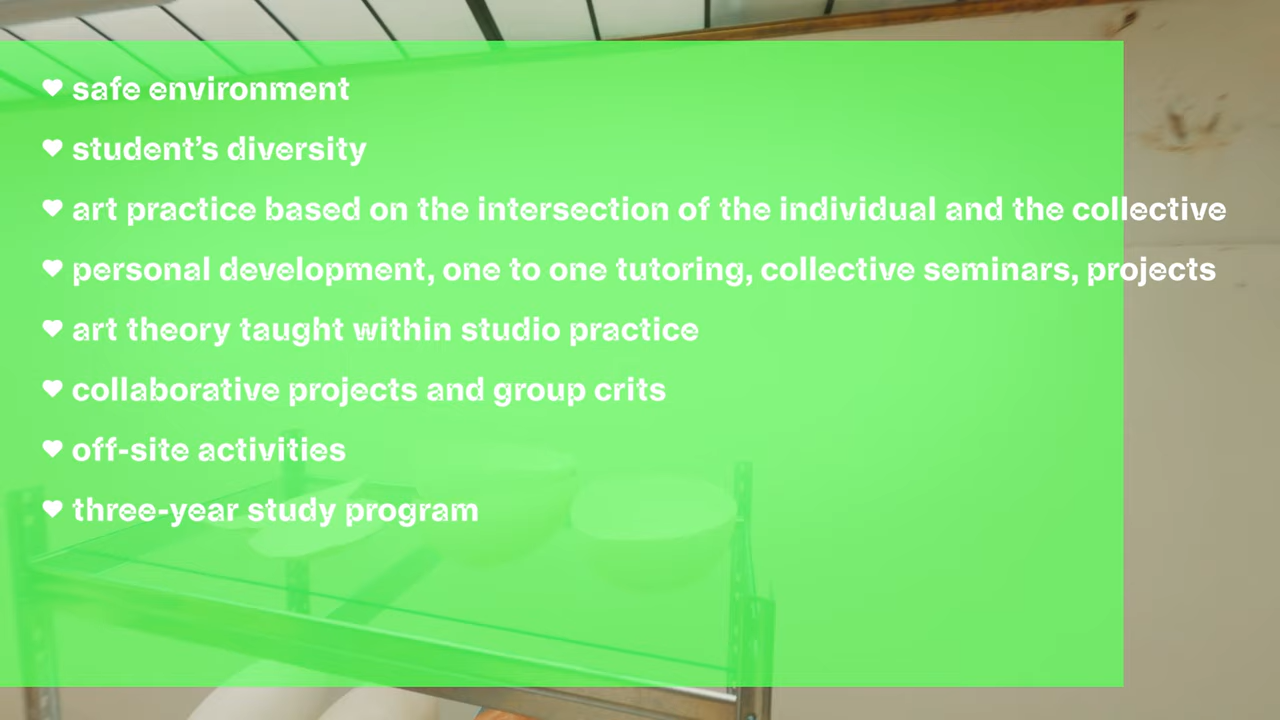 ♥ safe environment
♥ student’s diversity
♥ art practice based on the intersection of the individual and the collective
♥ personal development, one to one tutoring, collective seminars, projects
♥ art theory taught within studio practice
♥ collaborative projects and group crits
♥ off-site activities
♥ three-year study program